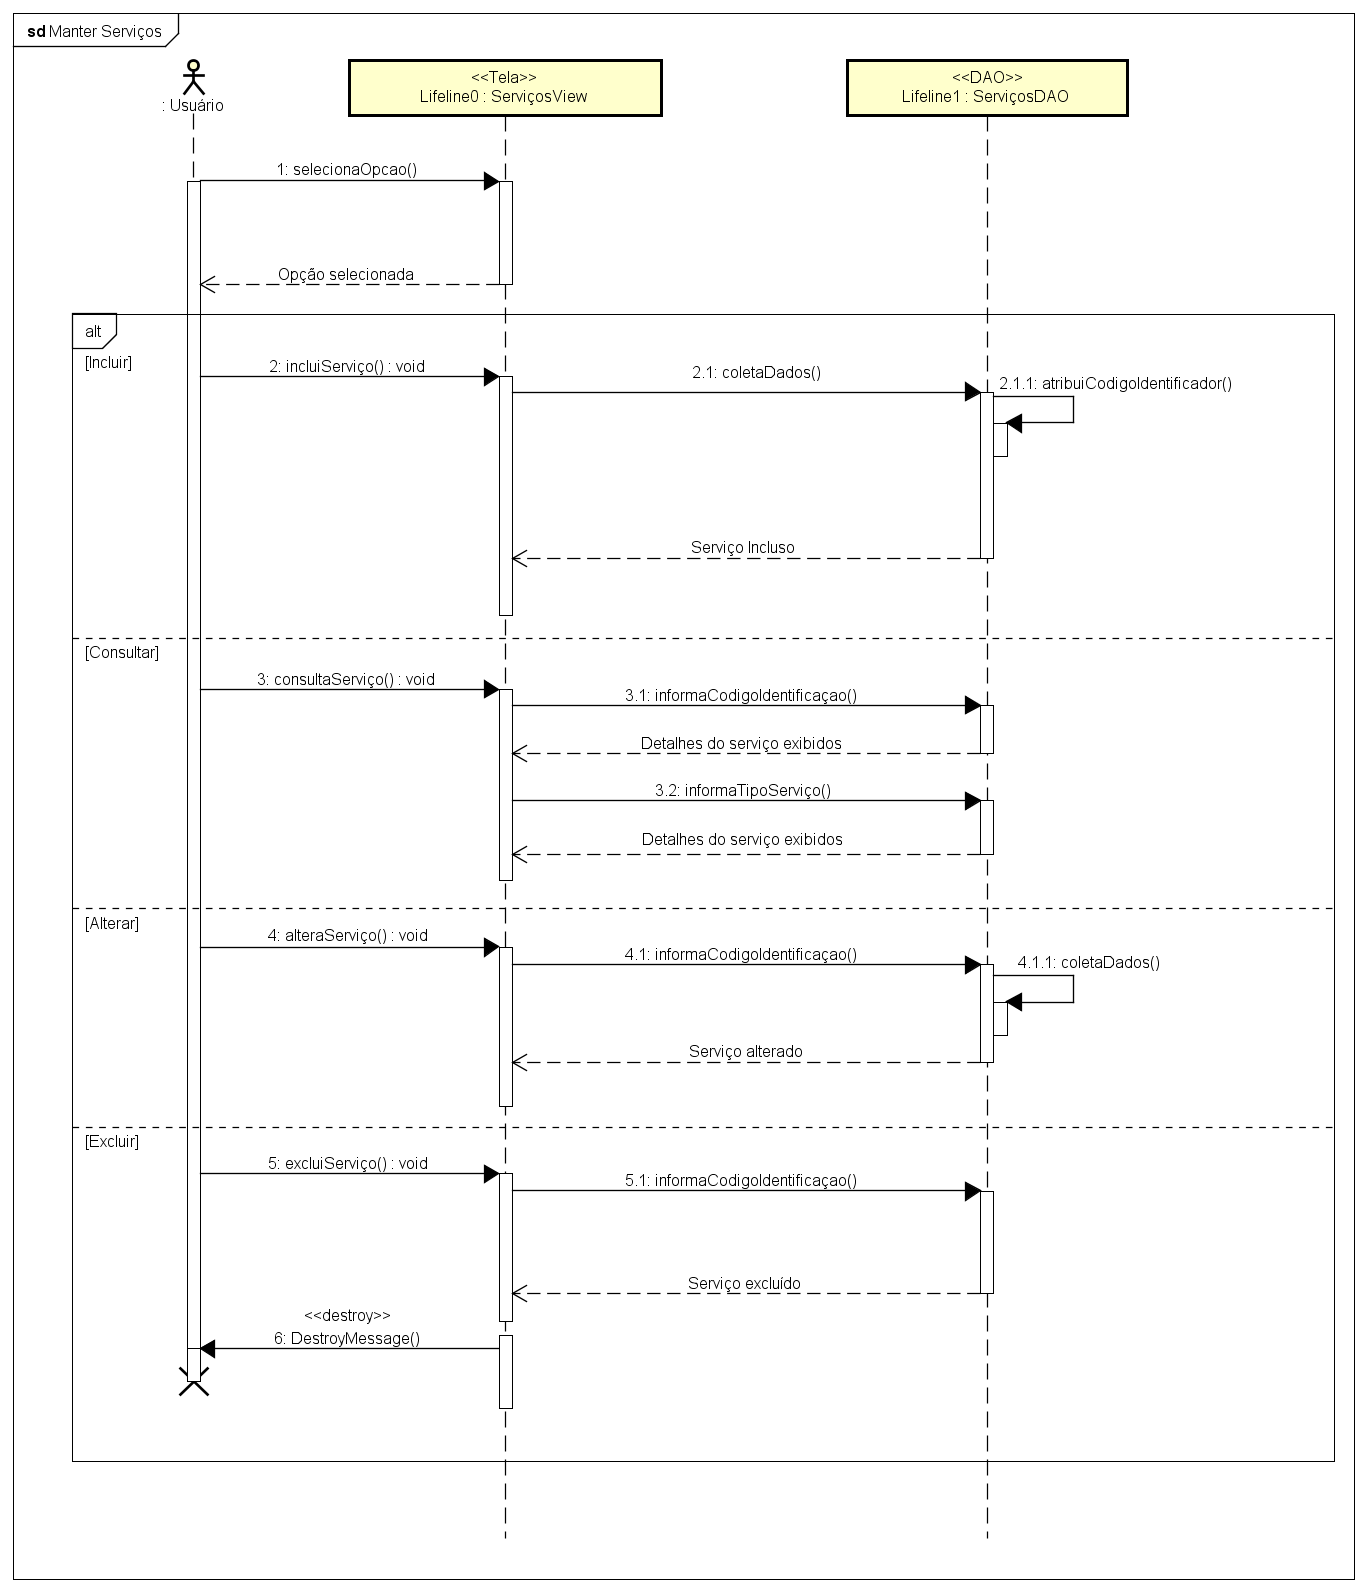 sd Manter Serviços
: Usuário
<<Tela>>
Lifeline0 : ServiçosView
<<DAO>>
Lifeline1 : ServiçosDAO
1: selecionaOpcao()
Opção selecionada
alt
[Incluir]
2: incluiServiço() : void
2.1: coletaDados()
2.1.1: atribuiCodigoIdentificador()
Serviço Incluso
[Consultar]
3: consultaServiço() : void
3.1: informaCodigoIdentificaçao()
Detalhes do serviço exibidos
3.2: informaTipoServiço()
Detalhes do serviço exibidos
[Alterar]
4: alteraServiço() : void
4.1: informaCodigoIdentificaçao()
4.1.1: coletaDados()
Serviço alterado
[Excluir]
5: excluiServiço() : void
5.1: informaCodigoIdentificaçao()
Serviço excluído
<<destroy>>
6: DestroyMessage()